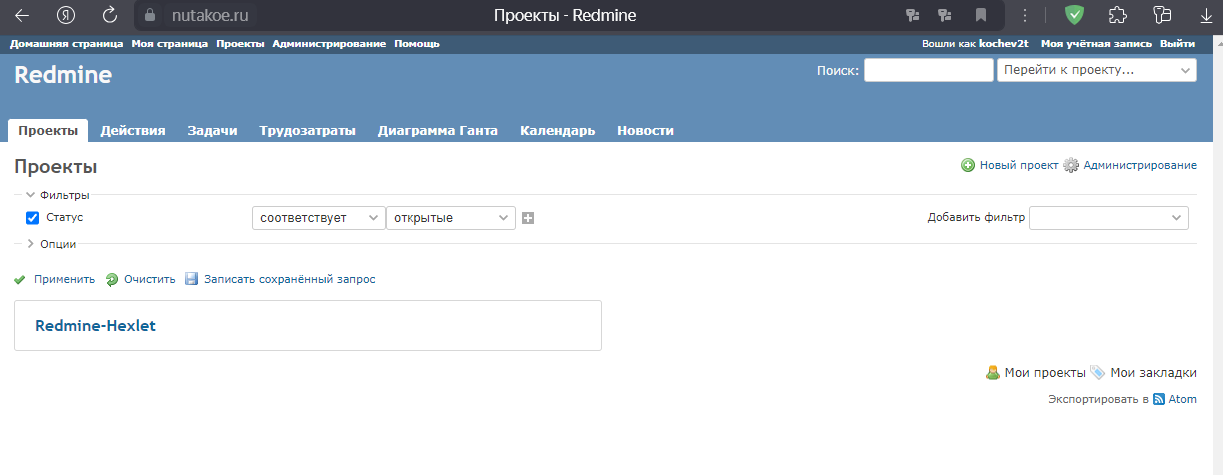 nutakoe.ru Проекты - Redmine
Домашняя страница Моя страница Проекты Администрирование Помощь Вошли как kochev2t Моя учётная запись Выйти
Redmine Поиск: Перейти к проекту...
Проекты Действия Задачи Трудозатраты Диаграмма Ганта Календарь Новости
Проекты Новый проект Администрирование
Фильтры
Статус соответствует открытые Добавить фильтр
Опции
Применить Очистить Записать сохранённый запрос
Redmine-Hexlet
Мои проекты Мои закладки
Экспортировать в Atom